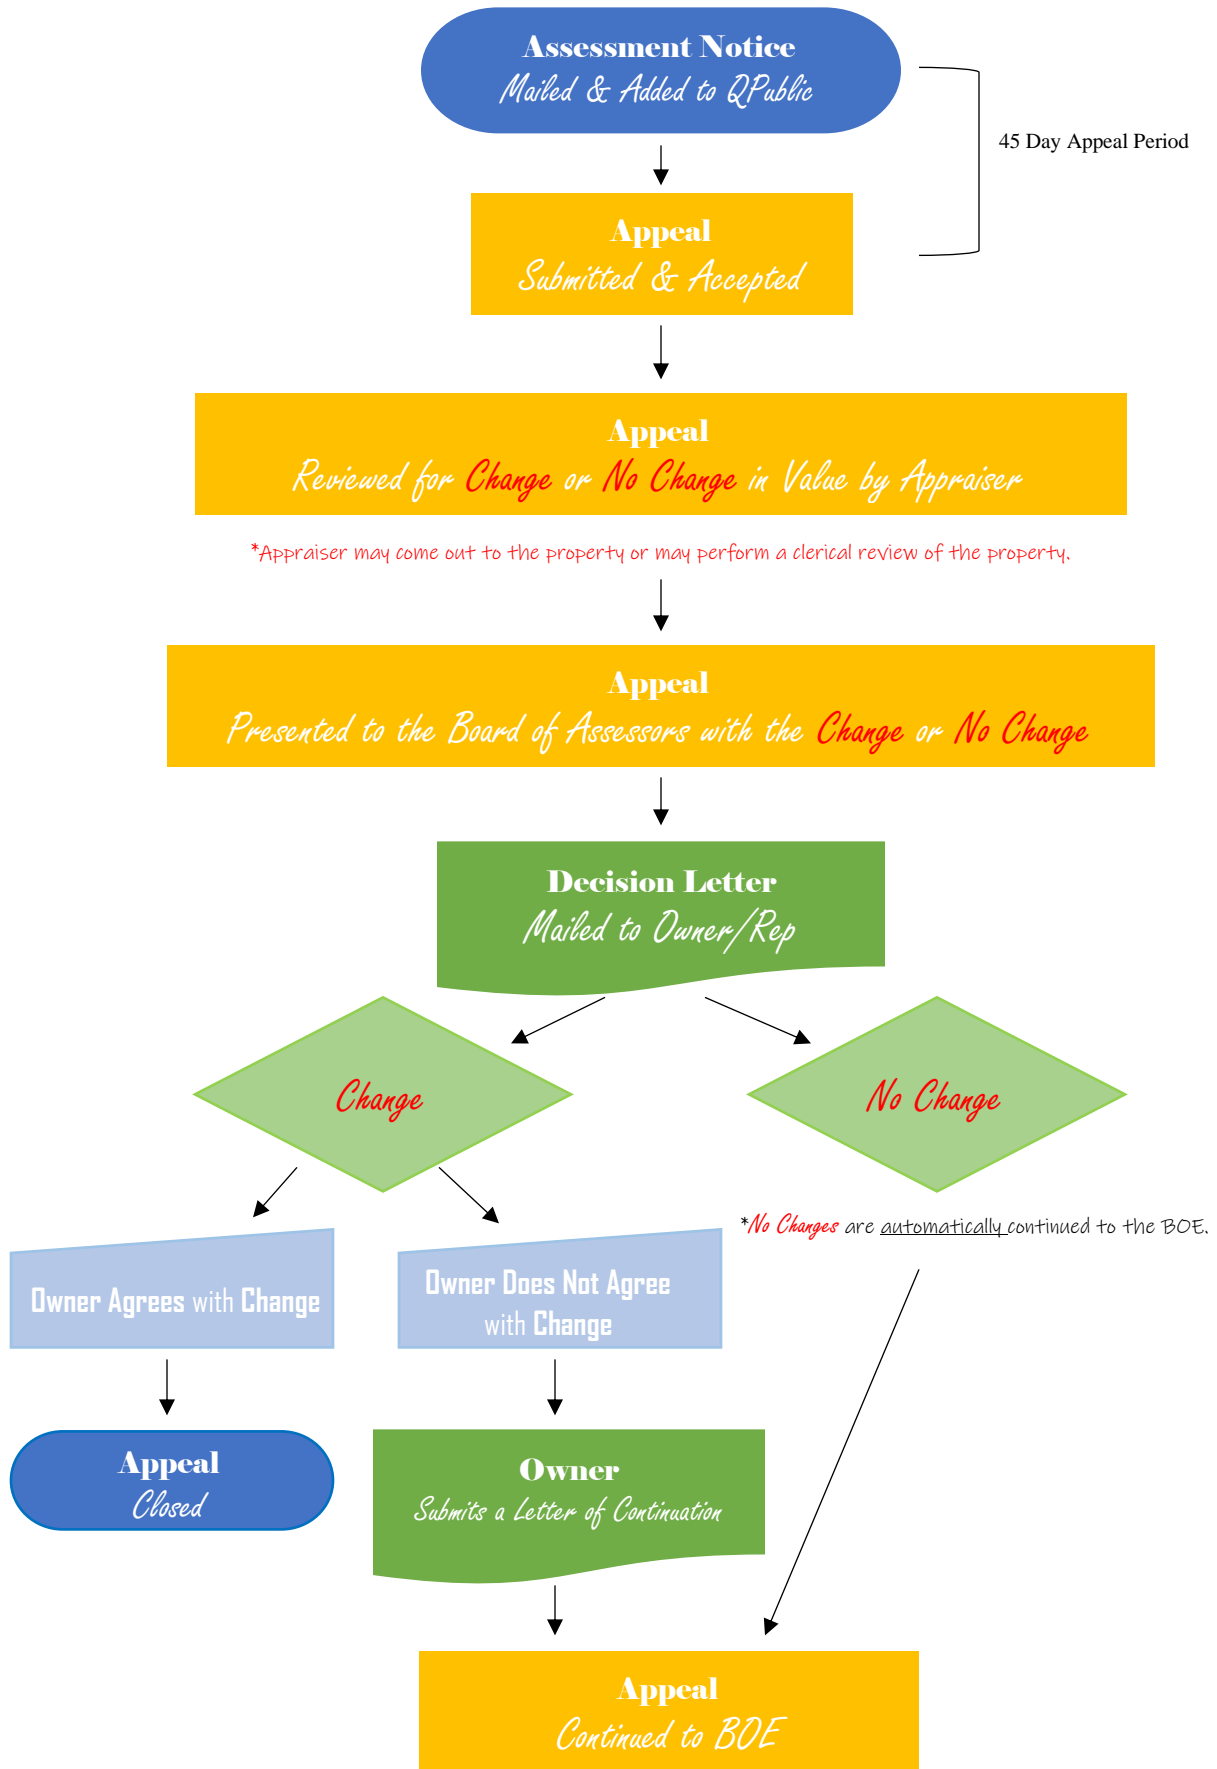 Assessment Notice
Mailed & Added to QPublic
45 Day Appeal Period
Appeal
Submitted & Accepted
Appeal
Reviewed for Change or No Change in Value by Appraiser
*Appraiser may come out to the property or may perform a clerical review of the property.
Appeal
Presented to the Board of Assessors with the Change or No Change
Decision Letter
Mailed to Owner/Rep
Change
No Change
*No Changes are automatically continued to the BOE.
Owner Agrees with Change
Owner Does Not Agree
with Change
Appeal
Closed
Owner
Submits a Letter of Continuation
Appeal
Continued to BOE